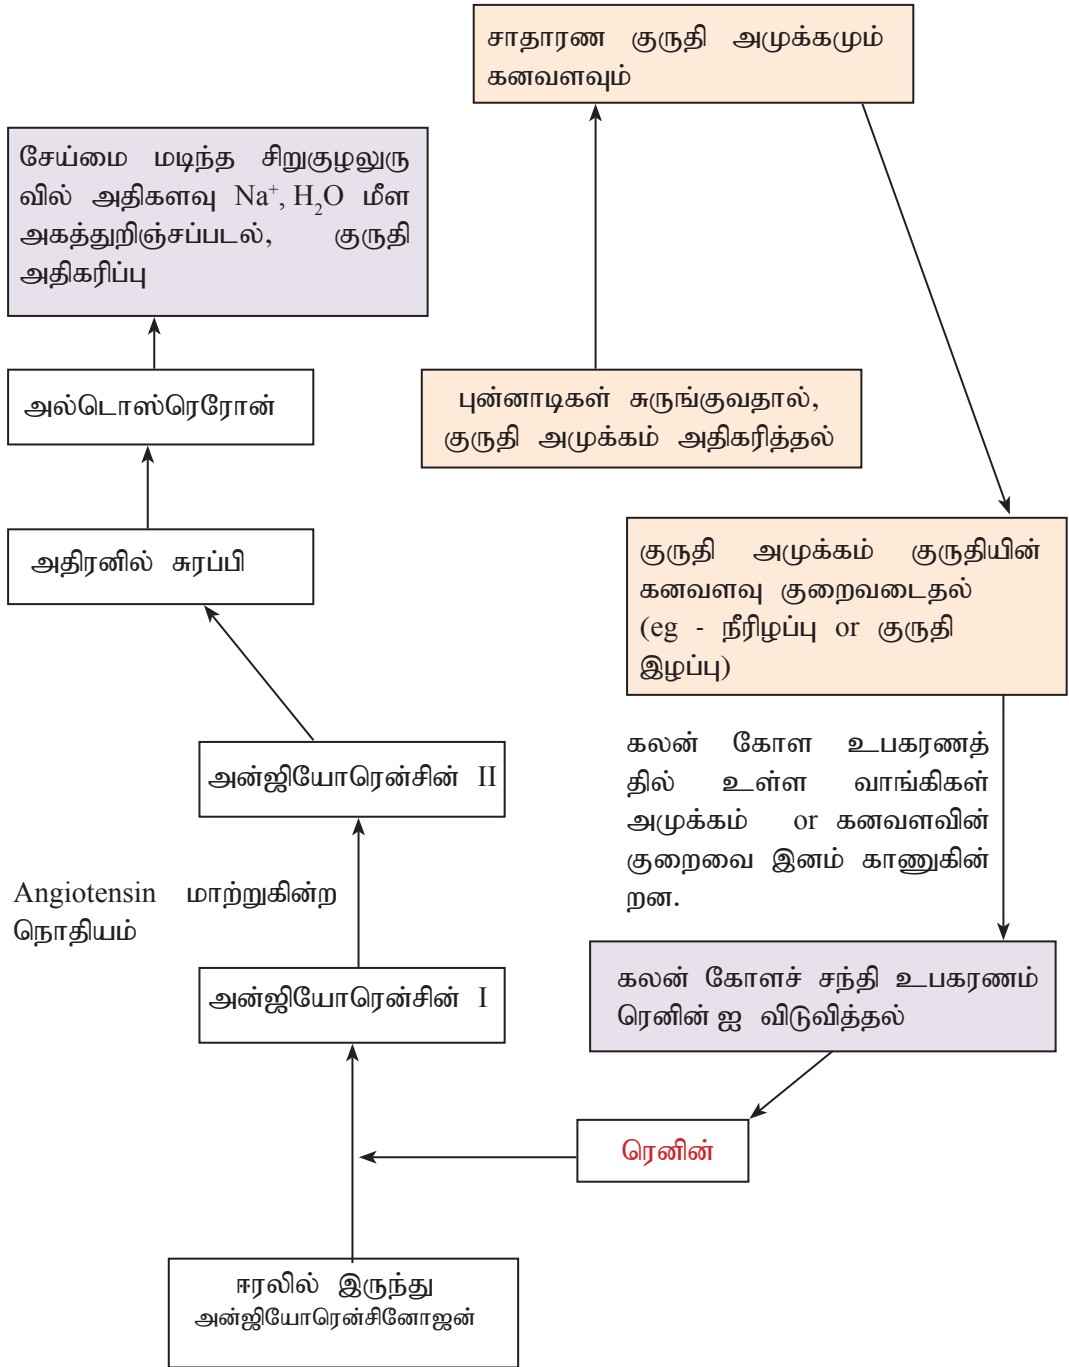 சாதாரண குருதி அமுக்கமும்
கனவளவும்
சேய்மை மடிந்த சிறுகுழலுரு
வில் அதிகளவு Na⁺, H₂O மீள
அகத்துறிஞ்சப்படல், குருதி
அதிகரிப்பு
அல்டொஸ்ரெரோன்
புன்னாடிகள் சுருங்குவதால்,
குருதி அமுக்கம் அதிகரித்தல்
அதிரனில் சுரப்பி
குருதி அமுக்கம் குருதியின்
கனவளவு குறைவடைதல்
(eg - நீரிழப்பு or குருதி
இழப்பு)
அன்ஜியோரென்சின் II
கலன் கோள உபகரணத்
தில் உள்ள வாங்கிகள்
அமுக்கம் or கனவளவின்
குறைவை இனம் காணுகின்
றன.
Angiotensin மாற்றுகின்ற
நொதியம்
அன்ஜியோரென்சின் I
கலன் கோளச் சந்தி உபகரணம்
ரெனின் ஐ விடுவித்தல்
ரெனின்
ஈரலில் இருந்து
அன்ஜியோரென்சினோஜன்